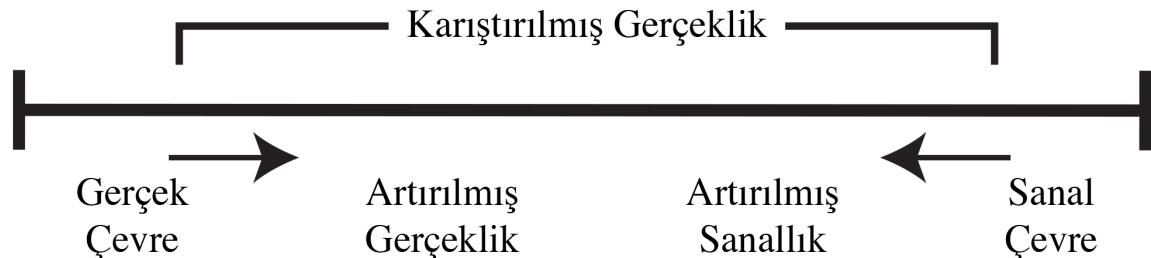 Karıştırılmış Gerçeklik
Gerçek
Çevre
Artırılmış
Gerçeklik
Artırılmış
Sanallık
Sanal
Çevre